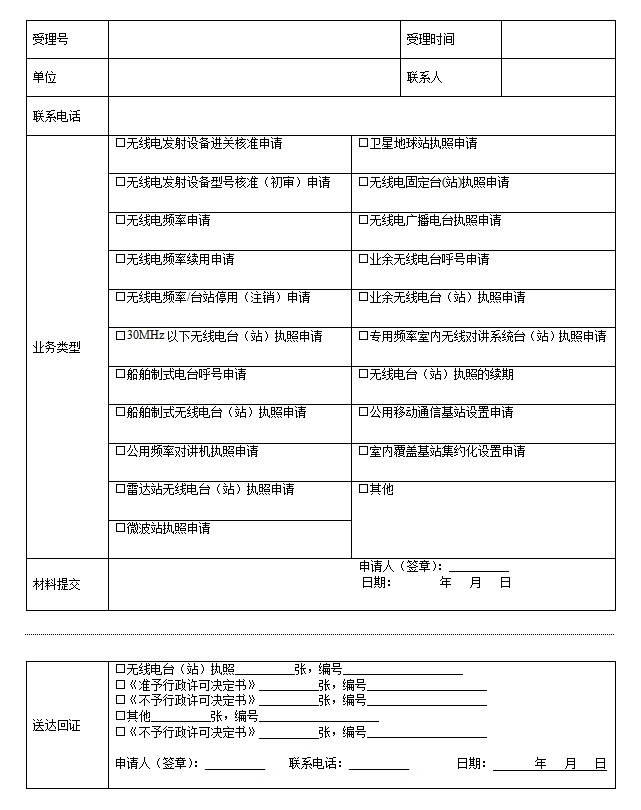 受理号 受理时间
单位 联系人
联系电话
业务类型
□无线电发射设备进关核准申请 □卫星地球站执照申请
□无线电发射设备型号核准（初审）申请 □无线电固定台(站)执照申请
□无线电频率申请 □无线电广播电台执照申请
□无线电频率续用申请 □业余无线电台呼号申请
□无线电频率/台站停用（注销）申请 □业余无线电台（站）执照申请
□30MHz以下无线电台（站）执照申请 □专用频率室内无线对讲系统台（站）执照申请
□船舶制式电台呼号申请 □无线电台（站）执照的续期
□船舶制式无线电台（站）执照申请 □公用移动通信基站设置申请
□公用频率对讲机执照申请 □室内覆盖基站集约化设置申请
□雷达站无线电台（站）执照申请 □其他
□微波站执照申请
材料提交
申请人（签章）：__________
日期： 年 月 日
送达回证
□无线电台（站）执照__________张，编号____________________
□《准予行政许可决定书》__________张，编号____________________
□《不予行政许可决定书》__________张，编号____________________
□其他__________张，编号____________________
□《不予行政许可决定书》__________张，编号____________________
申请人（签章）：__________ 联系电话：__________ 日期：______年__月__日